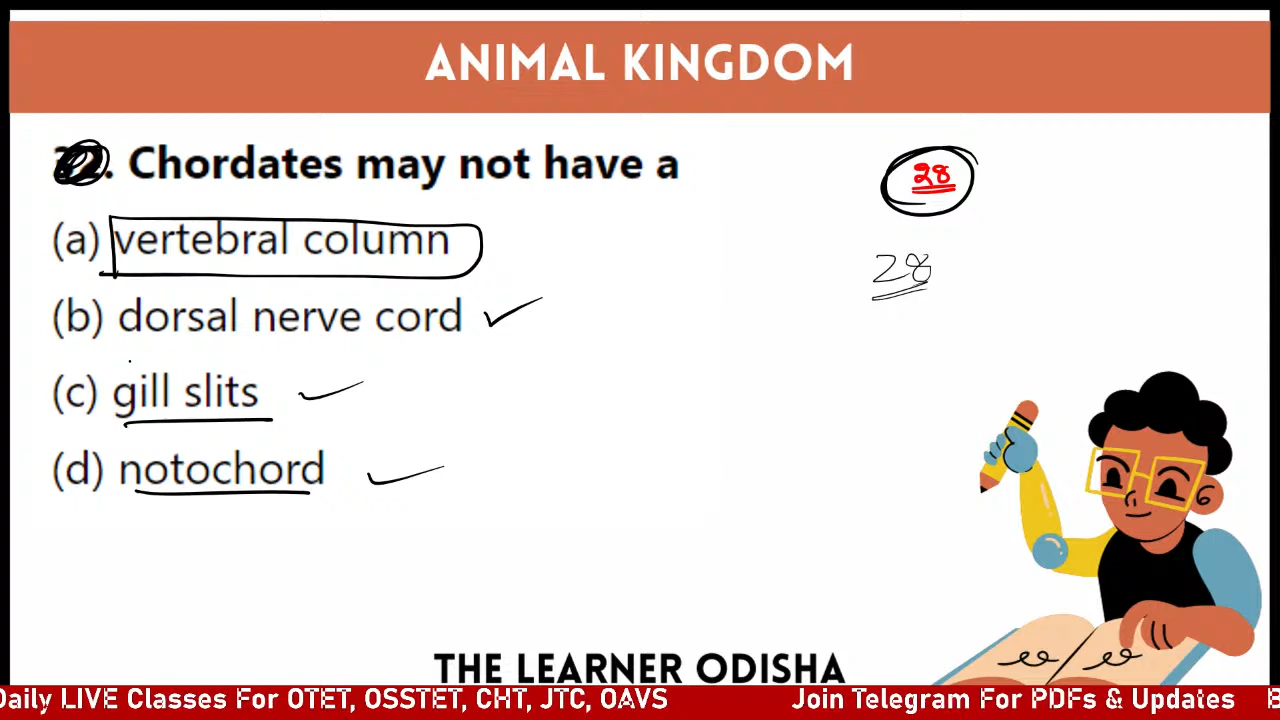 ANIMAL KINGDOM
. Chordates may not have a
28
(a) vertebral column
28
(b) dorsal nerve cord
(c) gill slits
(d) notochord
THE LEARNER ODISHA
Daily LIVE Classes For OTET, OSSTET, CHT, JTC, OAVS Join Telegram For PDFs & Updates